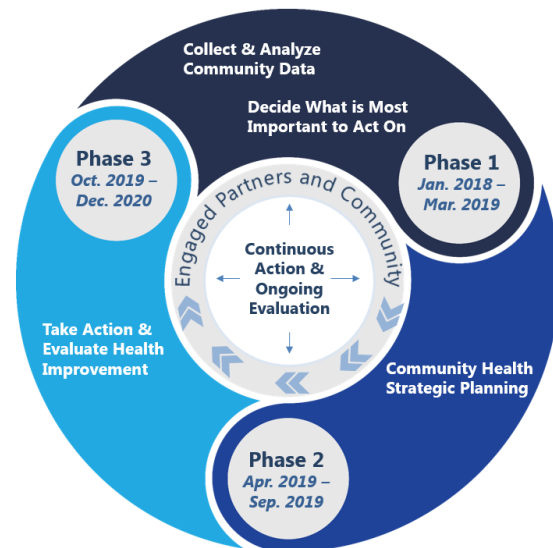 Collect & Analyze
Community Data
Decide What is Most
Important to Act On
Phase 1
Jan. 2018 –
Mar. 2019
Community Health
Strategic Planning
Phase 2
Apr. 2019 –
Sep. 2019
Take Action &
Evaluate Health
Improvement
Phase 3
Oct. 2019 –
Dec. 2020
Engaged Partners and Community
Continuous
Action &
Ongoing
Evaluation